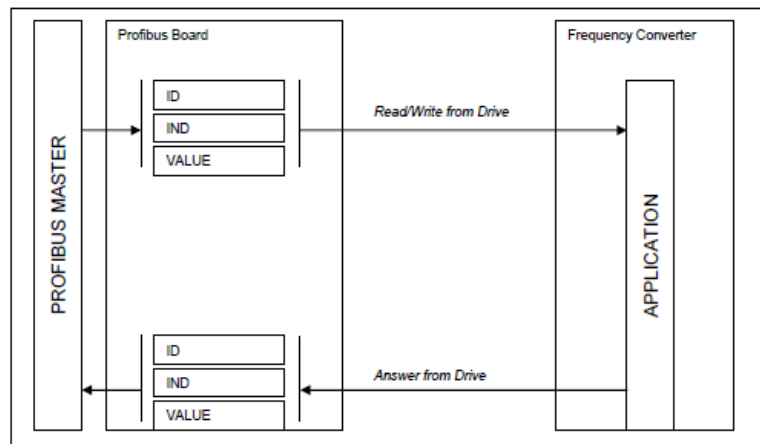 Profibus Board
Frequency Converter
PROFIBUS MASTER
ID
IND
VALUE
Read/Write from Drive
APPLICATION
ID
IND
VALUE
Answer from Drive